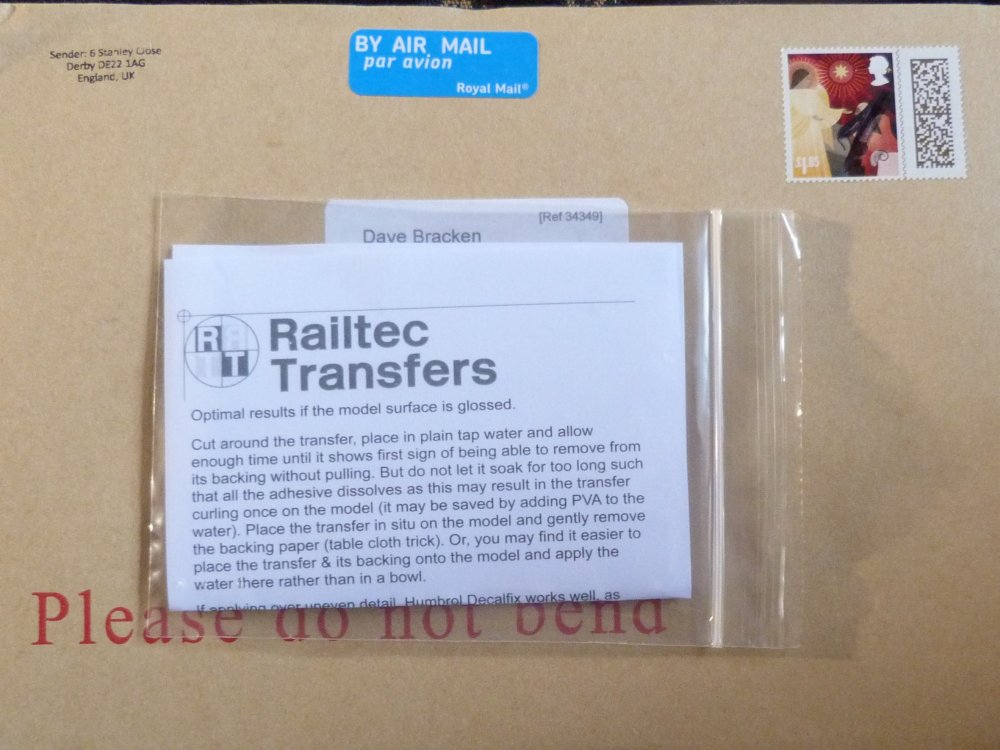 Sender: 6 Stanley Close
Derby DE22 1AG
England, UK
BY AIR MAIL
par avion
Royal Mail®
£1.85
[Ref 34349]
Dave Bracken
R R
T T
Railtec
Transfers
Optimal results if the model surface is glossed.
Cut around the transfer, place in plain tap water and allow
enough time until it shows first sign of being able to remove from
its backing without pulling. But do not let it soak for too long such
that all the adhesive dissolves as this may result in the transfer
curling once on the model (it may be saved by adding PVA to the
water). Place the transfer in situ on the model and gently remove
the backing paper (table cloth trick). Or, you may find it easier to
place the transfer & its backing onto the model and apply the
water there rather than in a bowl.
If applying over uneven detail, Humbrol Decalfix works well, as
Please do not bend